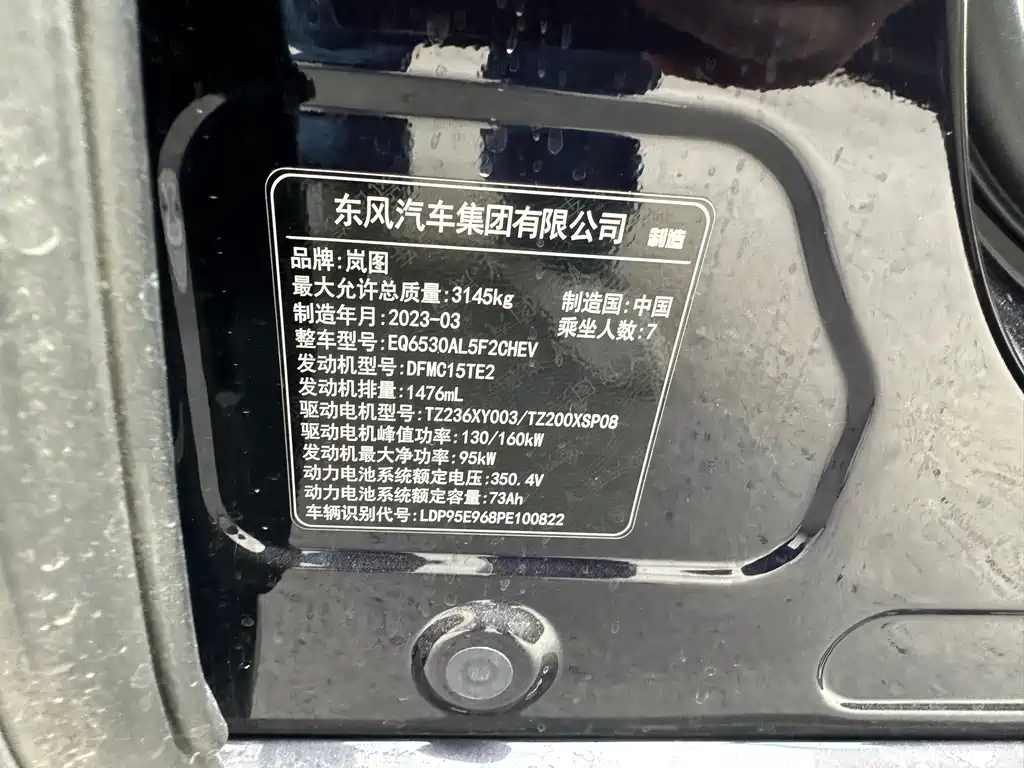 东风汽车集团有限公司 制造
品牌:岚图
最大允许总质量:3145kg 制造国:中国
制造年月:2023-03 乘坐人数:7
整车型号:EQ6530AL5F2CHEV
发动机型号:DFMC15TE2
发动机排量:1476mL
驱动电机型号:TZ236XY003/TZ200XSP08
驱动电机峰值功率:130/160kW
发动机最大净功率:95kW
动力电池系统额定电压:350.4V
动力电池系统额定容量:73Ah
车辆识别代号:LDP95E968PE100822